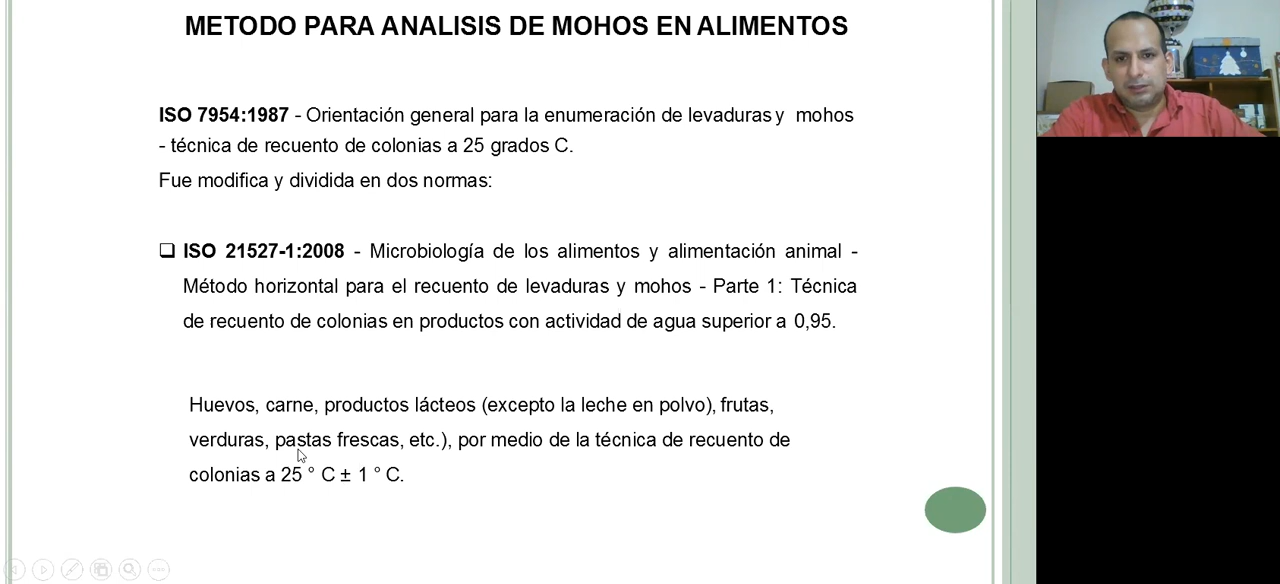 METODO PARA ANALISIS DE MOHOS EN ALIMENTOS
ISO 7954:1987 - Orientación general para la enumeración de levaduras y mohos
- técnica de recuento de colonias a 25 grados C.
Fue modifica y dividida en dos normas:
❑ ISO 21527-1:2008 - Microbiología de los alimentos y alimentación animal -
Método horizontal para el recuento de levaduras y mohos - Parte 1: Técnica
de recuento de colonias en productos con actividad de agua superior a 0,95.
Huevos, carne, productos lácteos (excepto la leche en polvo), frutas,
verduras, pastas frescas, etc.), por medio de la técnica de recuento de
colonias a 25 ° C ± 1 ° C.